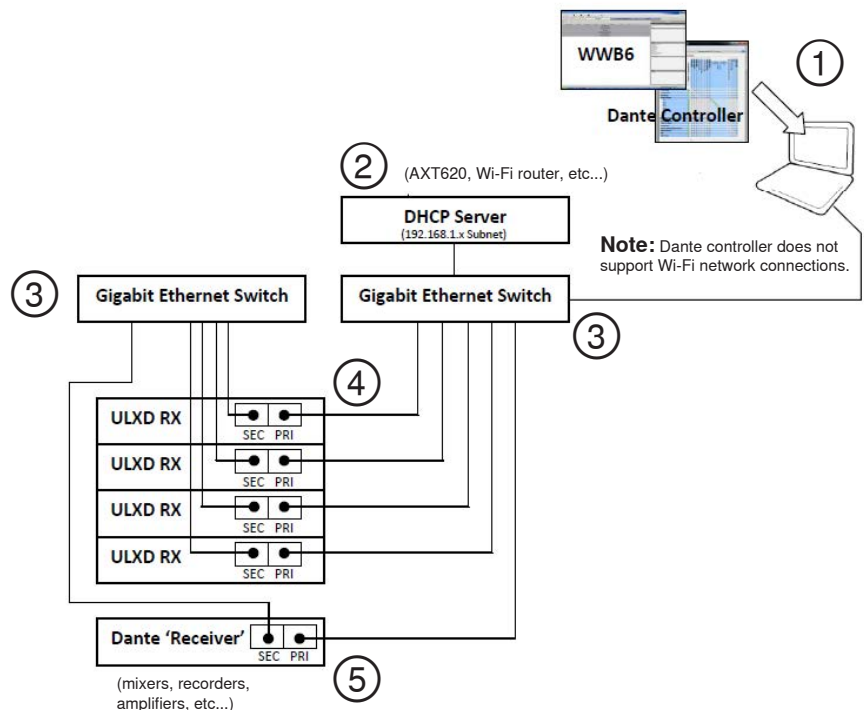 WWB6
1
Dante Controller
2
(AXT620, Wi-Fi router, etc...)
DHCP Server
(192.168.1.x Subnet)
Note: Dante controller does not
support Wi-Fi network connections.
3
Gigabit Ethernet Switch
Gigabit Ethernet Switch
3
4
ULXD RX
SEC PRI
ULXD RX
SEC PRI
ULXD RX
SEC PRI
ULXD RX
SEC PRI
Dante ‘Receiver’
SEC PRI
5
(mixers, recorders,
amplifiers, etc...)